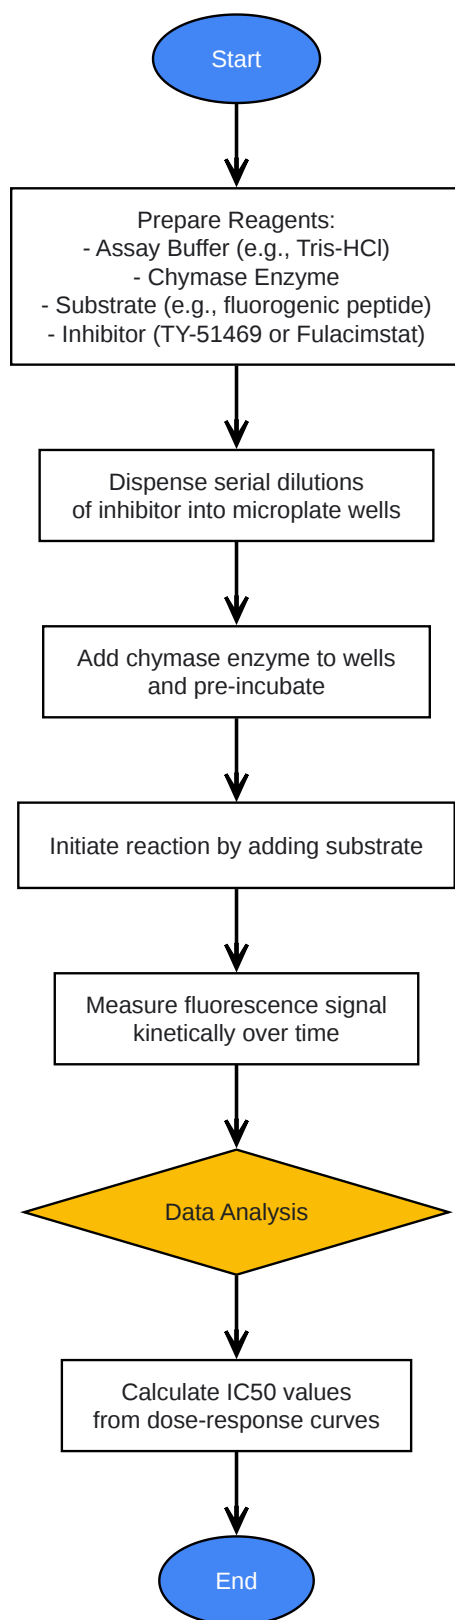 Start
Prepare Reagents:
- Assay Buffer (e.g., Tris-HCl)
- Chymase Enzyme
- Substrate (e.g., fluorogenic peptide)
- Inhibitor (TY-51469 or Fulacimstat)
Dispense serial dilutions
of inhibitor into microplate wells
Add chymase enzyme to wells
and pre-incubate
Initiate reaction by adding substrate
Measure fluorescence signal
kinetically over time
Data Analysis
Calculate IC50 values
from dose-response curves
End